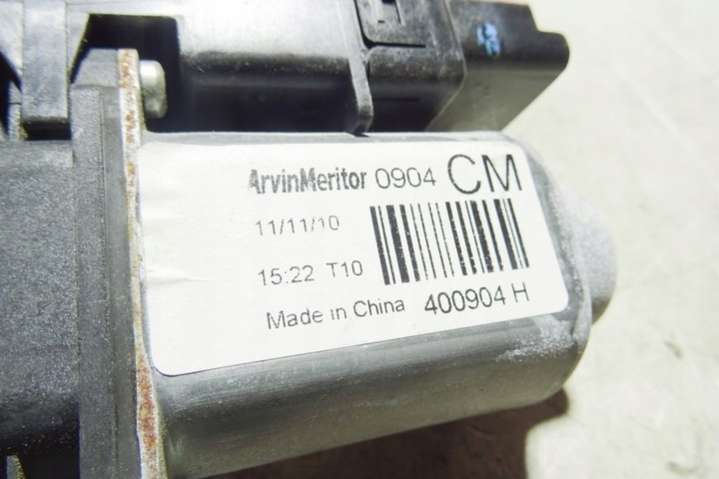 ArvinMeritor 0904 CM
11/11/10
15:22 T10
Made in China 400904 H